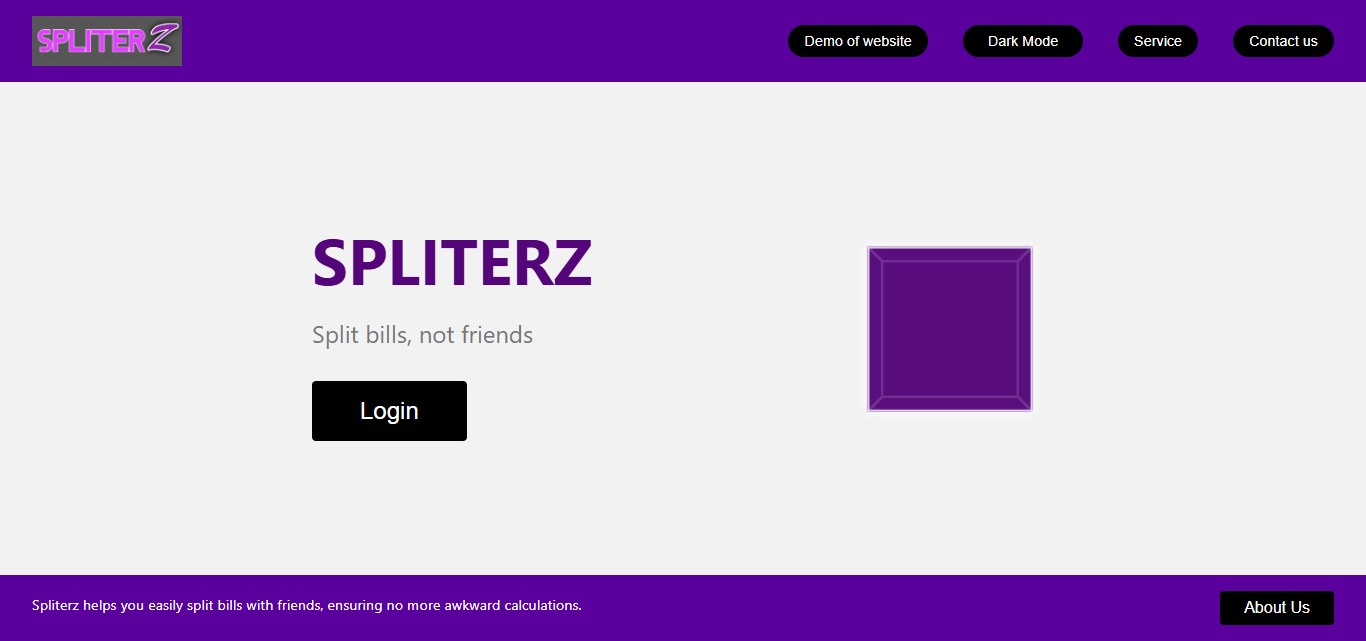 SPLITERZ
Demo of website
Dark Mode
Service
Contact us
SPLITERZ
Split bills, not friends
Login
Spliterz helps you easily split bills with friends, ensuring no more awkward calculations.
About Us